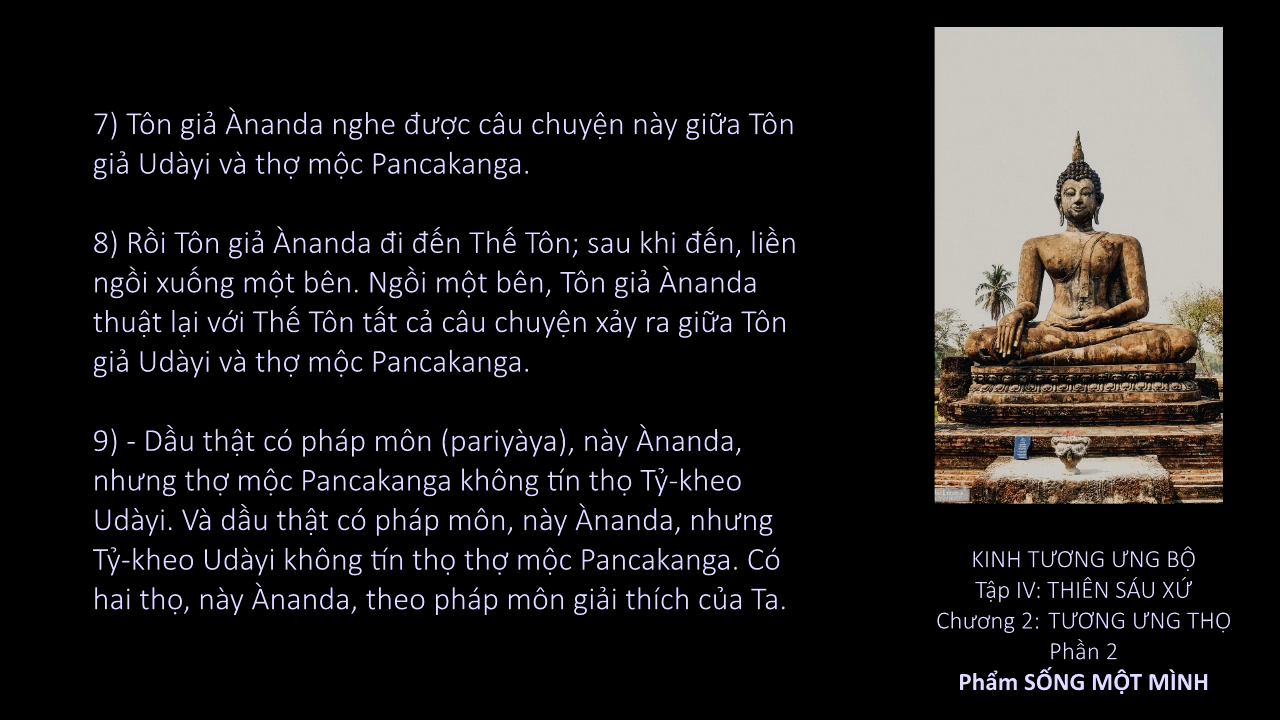 7) Tôn giả Ànanda nghe được câu chuyện này giữa Tôn
giả Udàyi và thợ mộc Pancakanga.
8) Rồi Tôn giả Ànanda đi đến Thế Tôn; sau khi đến, liền
ngồi xuống một bên. Ngồi một bên, Tôn giả Ànanda
thuật lại với Thế Tôn tất cả câu chuyện xảy ra giữa Tôn
giả Udàyi và thợ mộc Pancakanga.
9) - Dầu thật có pháp môn (pariyàya), này Ànanda,
nhưng thợ mộc Pancakanga không tín thọ Tỷ-kheo
Udàyi. Và dầu thật có pháp môn, này Ànanda, nhưng
Tỷ-kheo Udàyi không tín thọ thợ mộc Pancakanga. Có
hai thọ, này Ànanda, theo pháp môn giải thích của Ta.
KINH TƯƠNG ƯNG BỘ
Tập IV: THIÊN SÁU XỨ
Chương 2: TƯƠNG ƯNG THỌ
Phần 2
Phẩm SỐNG MỘT MÌNH